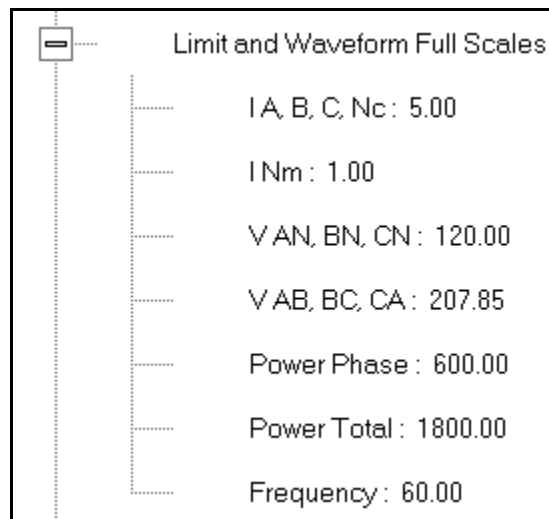 Limit and Waveform Full Scales
I A, B, C, Nc : 5.00
I Nm : 1.00
V AN, BN, CN : 120.00
V AB, BC, CA : 207.85
Power Phase : 600.00
Power Total : 1800.00
Frequency : 60.00